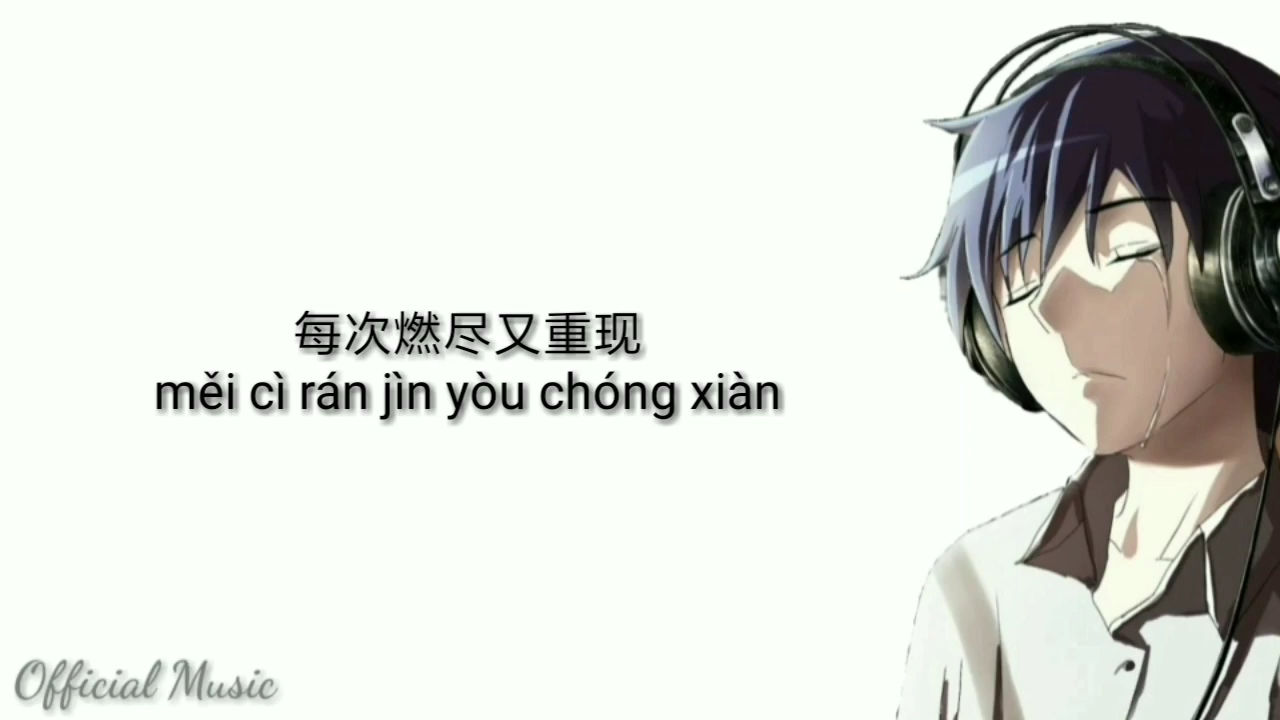 每次燃尽又重现
měi cì rán jìn yòu chóng xiàn
Official Music